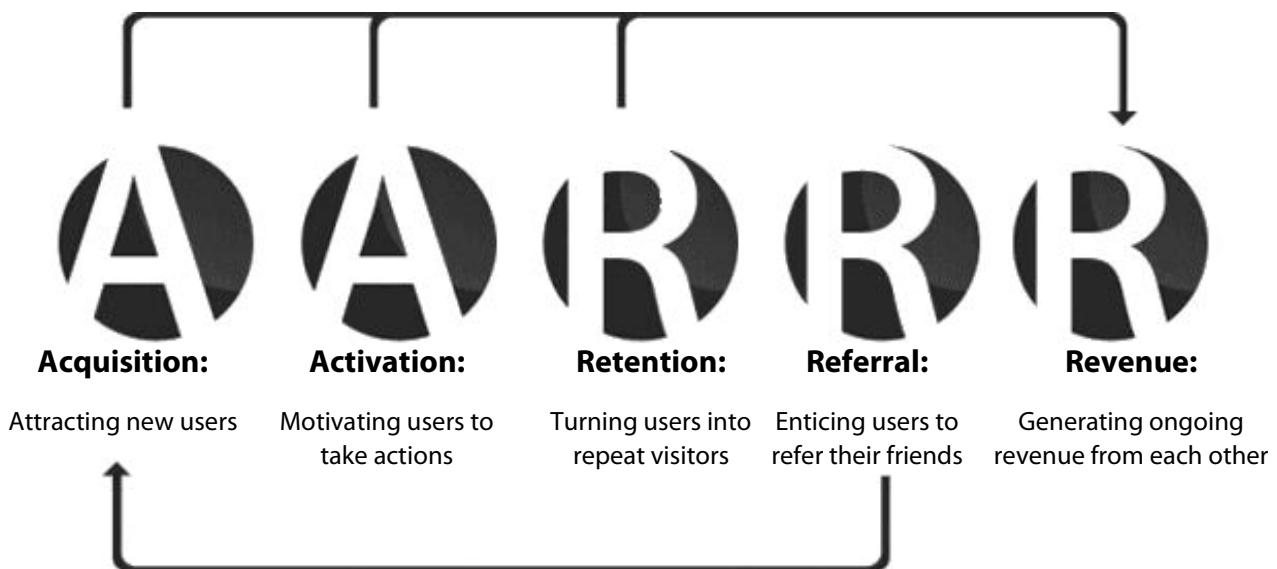 A A R R R
Acquisition: Activation: Retention: Referral: Revenue:
Attracting new users
Motivating users to
take actions
Turning users into
repeat visitors
Enticing users to
refer their friends
Generating ongoing
revenue from each other